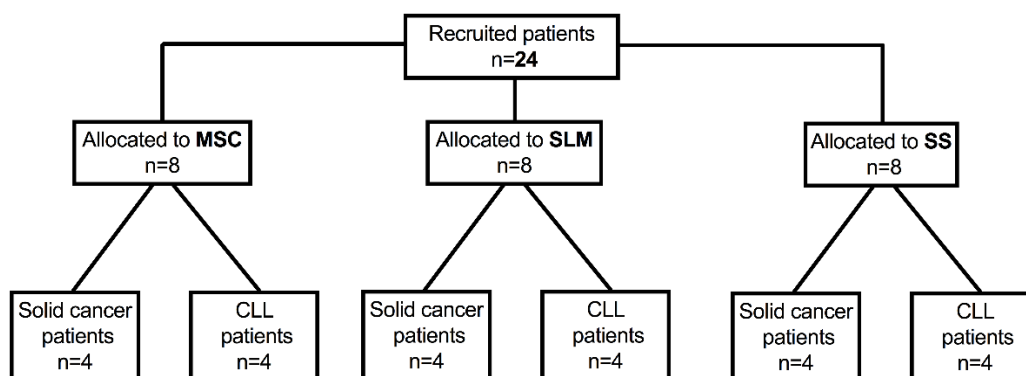 Recruited patients
n=24
Allocated to MSC
n=8
Allocated to SLM
n=8
Allocated to SS
n=8
Solid cancer
patients
n=4
CLL
patients
n=4
Solid cancer
patients
n=4
CLL
patients
n=4
Solid cancer
patients
n=4
CLL
patients
n=4